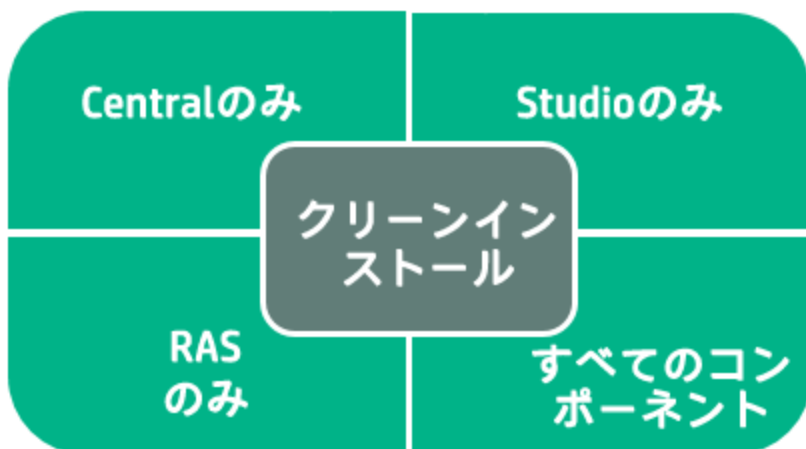 Centralのみ
Studioのみ
クリーンイン
ストール
RAS
のみ
すべてのコン
ポーネント